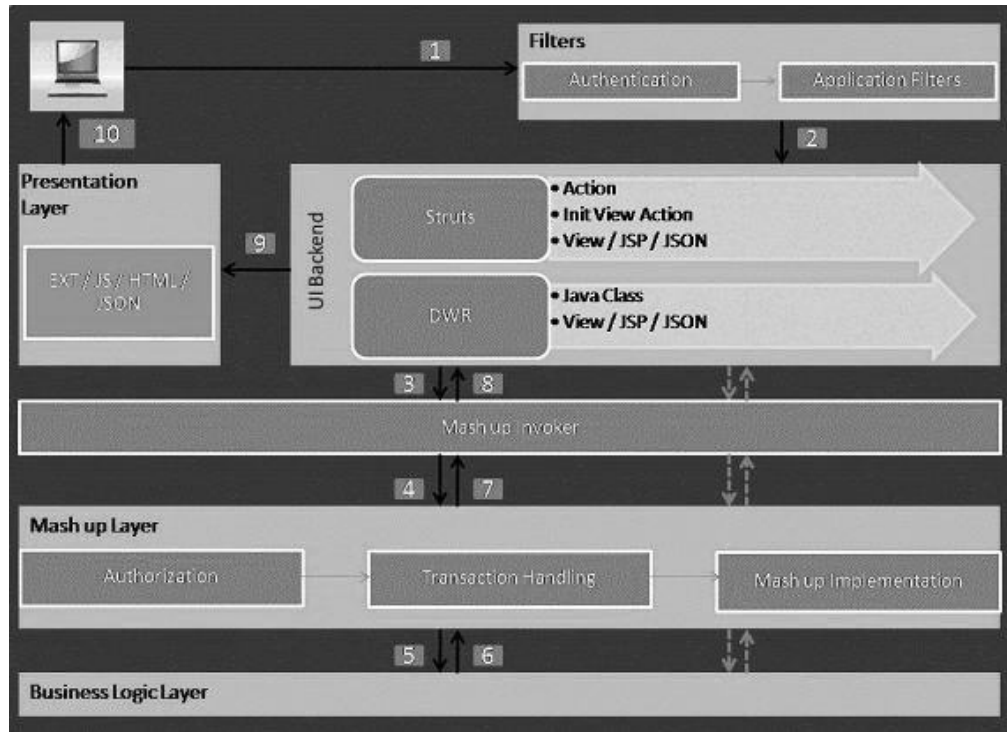 1
Filters
Authentication
Application Filters
10
2
Presentation
Layer
EXT / JS / HTML /
JSON
9
UI Backend
Struts
• Action
• Init View Action
• View / JSP / JSON
DWR
• Java Class
• View / JSP / JSON
3
8
Mash up Invoker
4
7
Mash up Layer
Authorization
Transaction Handling
Mash up Implementation
5
6
Business Logic Layer